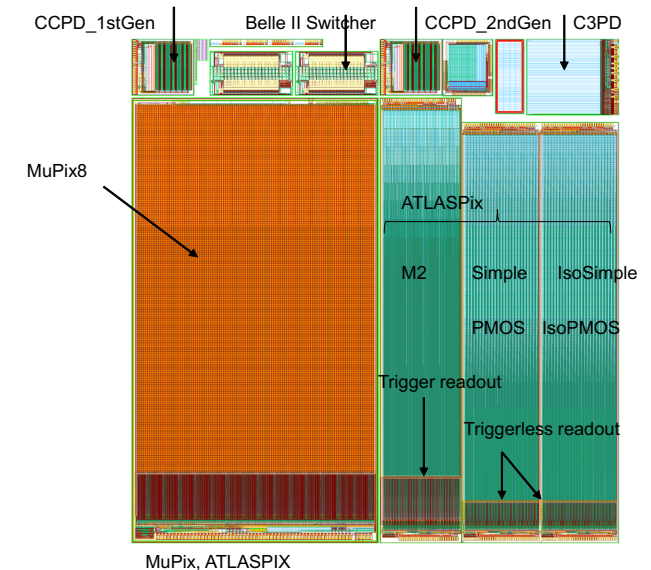 CCPD_1stGen Belle II Switcher CCPD_2ndGen C3PD
MuPix8
ATLASPix
M2 Simple IsoSimple
PMOS IsoPMOS
Trigger readout
Triggerless readout
MuPix, ATLASPIX